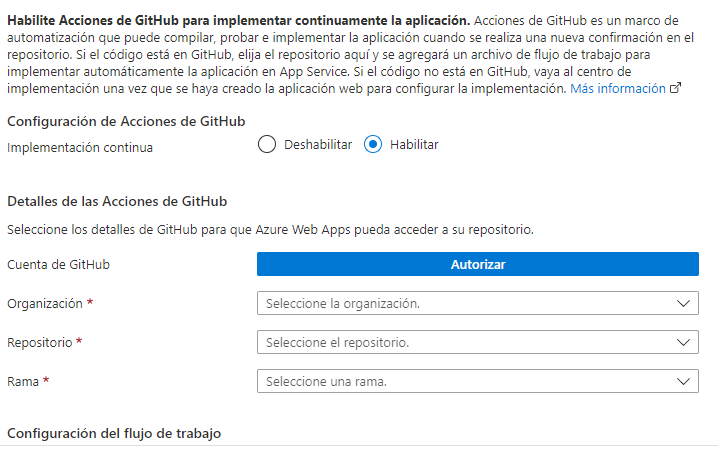 Habilite Acciones de GitHub para implementar continuamente la aplicación. Acciones de GitHub es un marco de
automatización que puede compilar, probar e implementar la aplicación cuando se realiza una nueva confirmación en el
repositorio. Si el código está en GitHub, elija el repositorio aquí y se agregará un archivo de flujo de trabajo para
implementar automáticamente la aplicación en App Service. Si el código no está en GitHub, vaya al centro de
implementación una vez que se haya creado la aplicación web para configurar la implementación. Más información
Configuración de Acciones de GitHub
Implementación continua Deshabilitar Habilitar
Detalles de las Acciones de GitHub
Seleccione los detalles de GitHub para que Azure Web Apps pueda acceder a su repositorio.
Cuenta de GitHub Autorizar
Organización * Seleccione la organización.
Repositorio * Seleccione el repositorio.
Rama * Seleccione una rama.
Configuración del flujo de trabajo